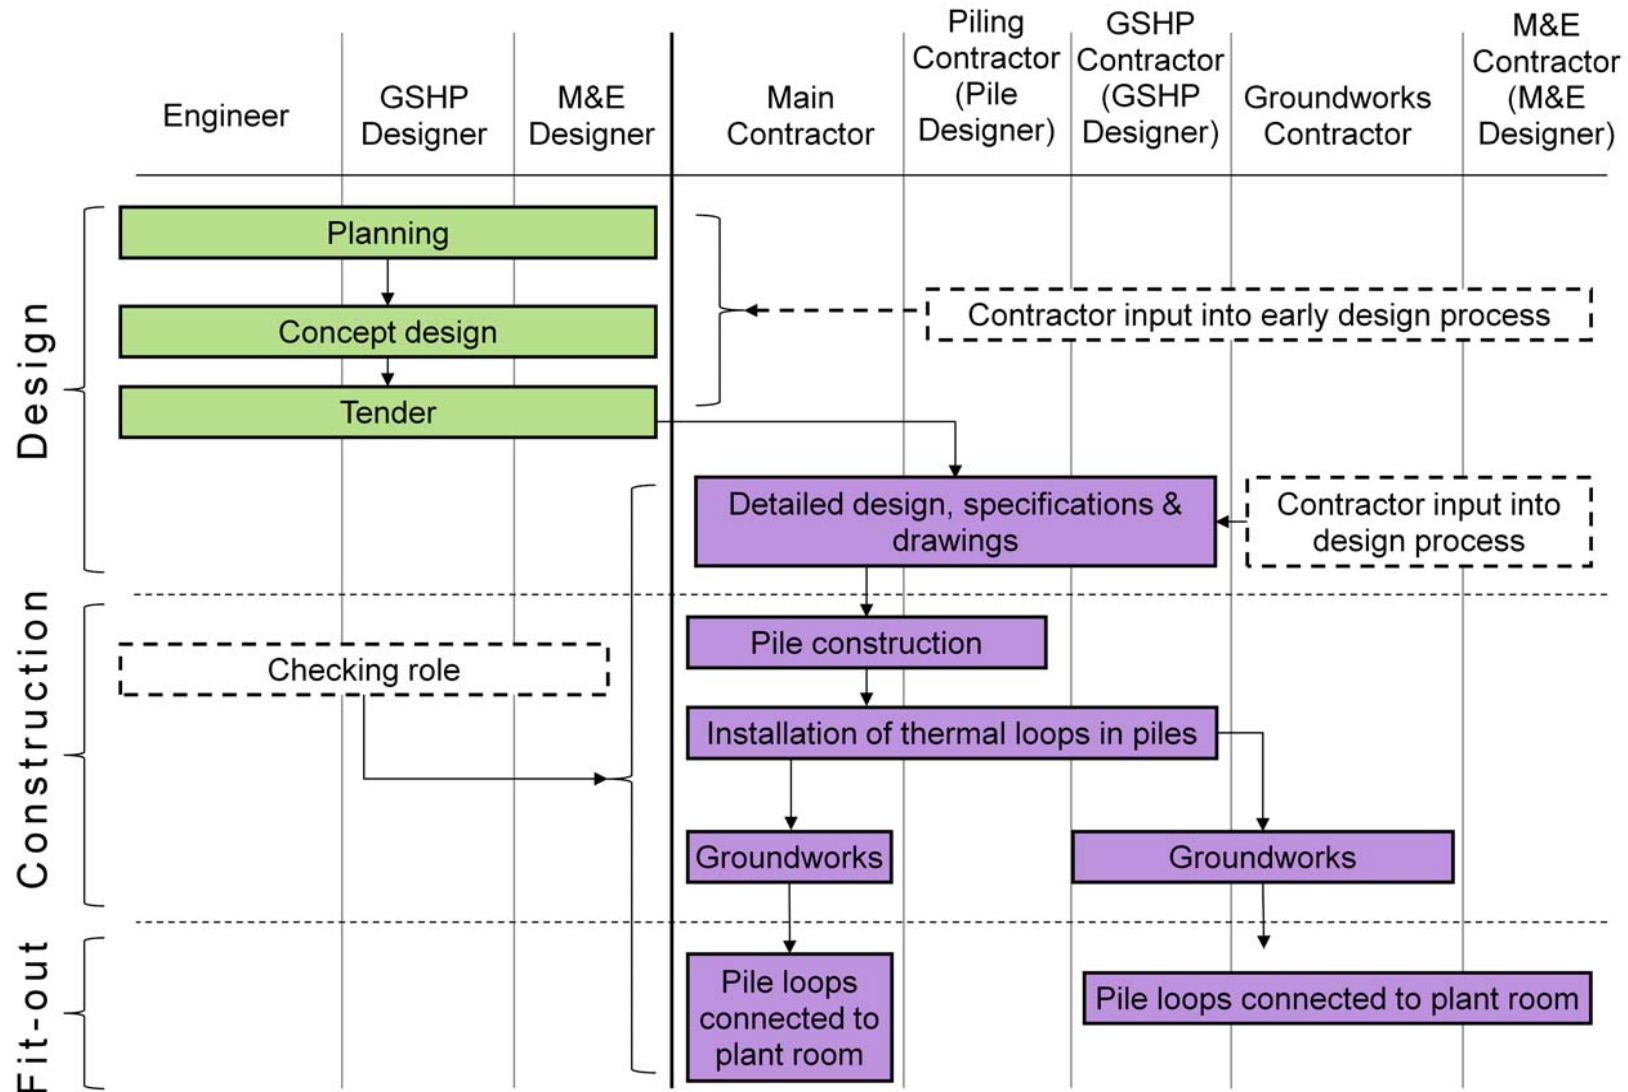 Engineer
GSHP
Designer
M&E
Designer
Main
Contractor
Piling
Contractor
(Pile
Designer)
GSHP
Contractor
(GSHP
Designer)
Groundworks
Contractor
M&E
Contractor
(M&E
Designer)
Design
Planning
Concept design
Tender
Contractor input into early design process
Detailed design, specifications &
drawings
Contractor input into
design process
Construction
Checking role
Pile construction
Installation of thermal loops in piles
Groundworks
Groundworks
Fit-out
Pile loops
connected to
plant room
Pile loops connected to plant room